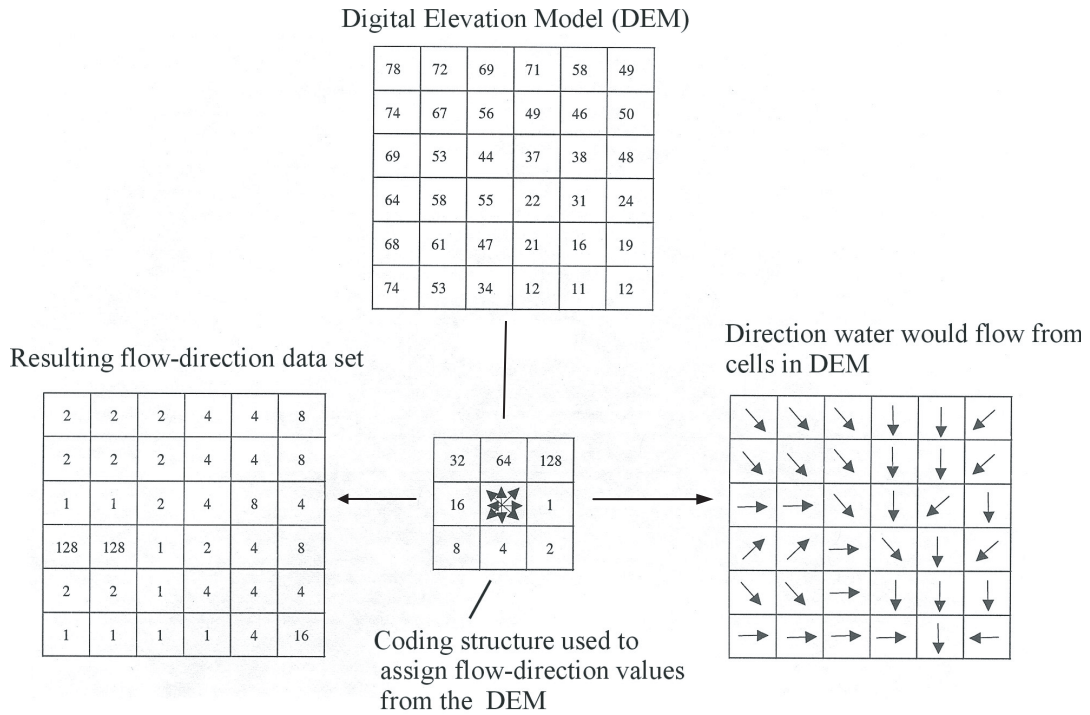 Digital Elevation Model (DEM)
78 72 69 71 58 49
74 67 56 49 46 50
69 53 44 37 38 48
64 58 55 22 31 24
68 61 47 21 16 19
74 53 34 12 11 12
Resulting flow-direction data set
2 2 2 4 4 8
2 2 2 4 4 8
1 1 2 4 8 4
128 128 1 2 4 8
2 2 1 4 4 4
1 1 1 1 4 16
32 64 128
16 1
8 4 2
Coding structure used to
assign flow-direction values
from the DEM
Direction water would flow from
cells in DEM